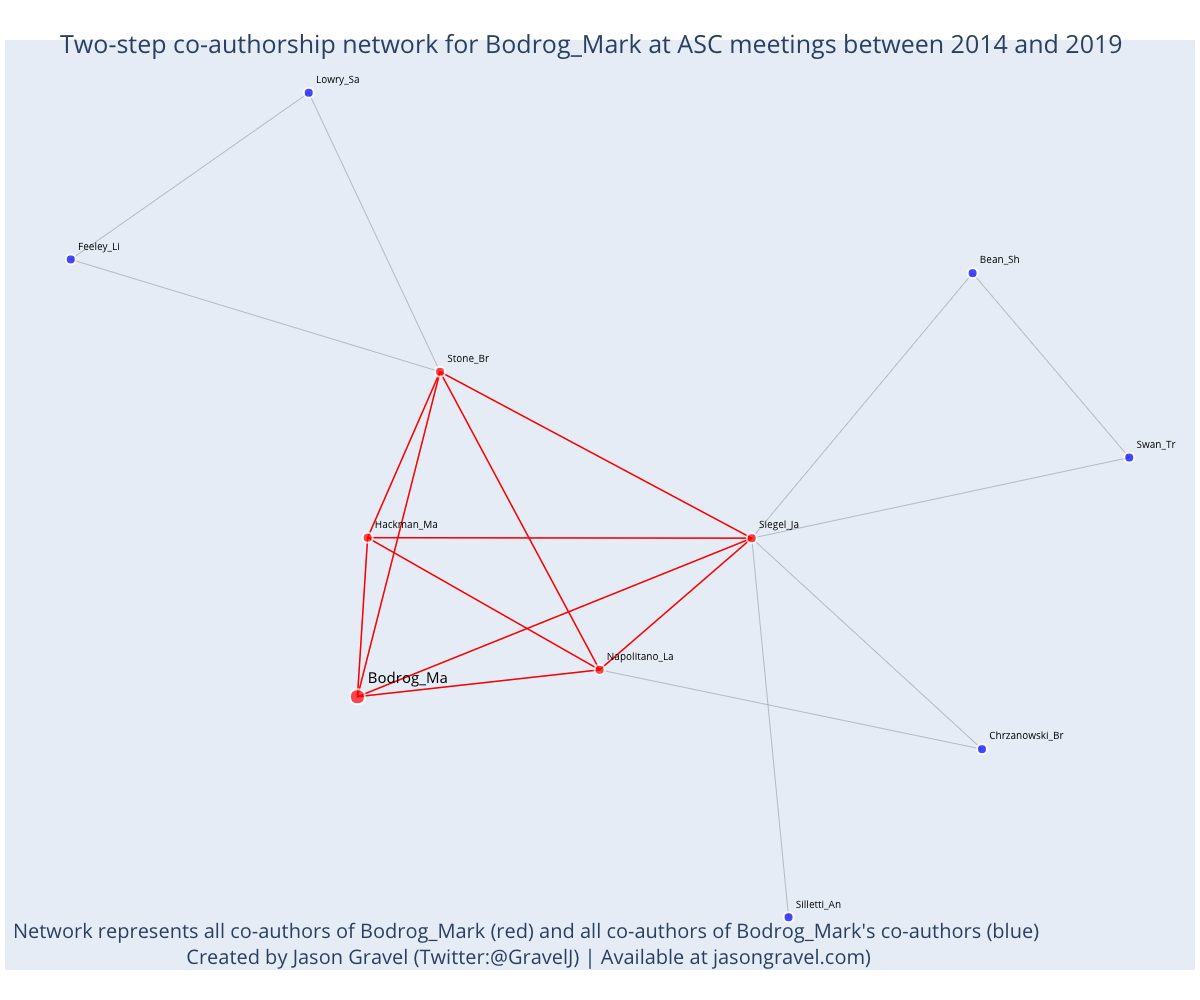 Two-step co-authorship network for Bodrog_Mark at ASC meetings between 2014 and 2019
Lowry_Sa
Feeley_Li
Bean_Sh
Stone_Br
Swan_Tr
Hackman_Ma
Siegel_Ja
Napolitano_La
Bodrog_Ma
Chrzanowski_Br
Silletti_An
Network represents all co-authors of Bodrog_Mark (red) and all co-authors of Bodrog_Mark's co-authors (blue)
Created by Jason Gravel (Twitter:@GravelJ) | Available at jasongravel.com)